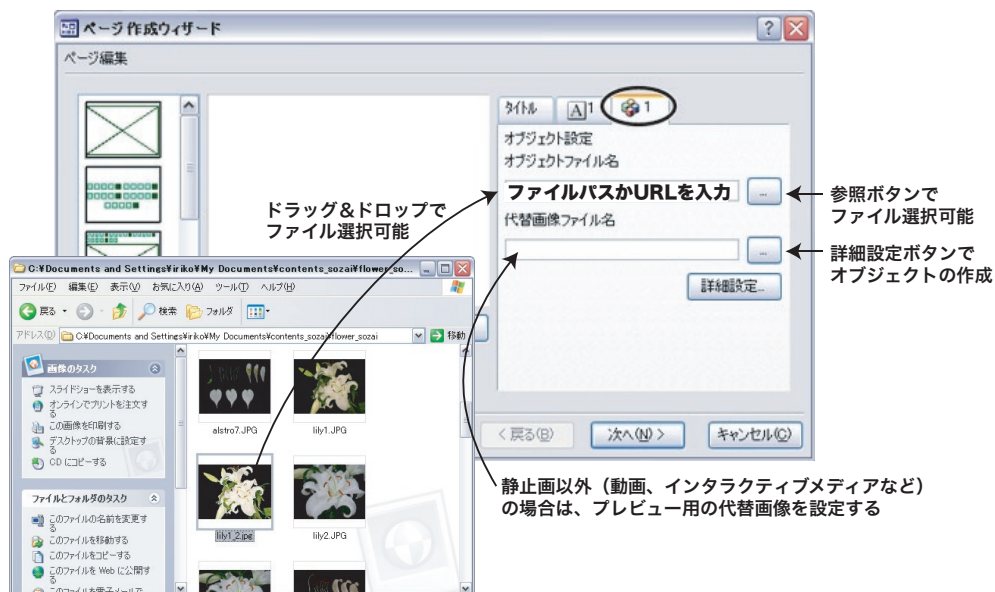 ページ作成ウィザード
ページ編集
タイトル
A 1
1
オブジェクト設定
オブジェクトファイル名
ファイルパスかURLを入力
...
代替画像ファイル名
...
詳細設定...
< 戻る(B)
次へ(N) >
キャンセル(C)
参照ボタンで
ファイル選択可能
詳細設定ボタンで
オブジェクトの作成
ドラッグ&ドロップで
ファイル選択可能
静止画以外（動画、インタラクティブメディアなど）
の場合は、プレビュー用の代替画像を設定する
C:¥Documents and Settings¥iriko¥My Documents¥contents_sozai¥flower_so...
ファイル(F) 編集(E) 表示(V) お気に入り(A) ツール(T) ヘルプ(H)
戻る 検索 フォルダ
アドレス(D) C:¥Documents and Settings¥iriko¥My Documents¥contents_sozai¥flower_sozai 移動
画像のタスク
スライドショーを表示する
オンラインでプリントを注文す
る
この画像を印刷する
デスクトップの背景に設定す
る
CD にコピーする
ファイルとフォルダのタスク
このファイルの名前を変更す
る
このファイルを移動する
このファイルをコピーする
このファイルを Web に公開す
る
このファイルを電子メールで
alstro7.JPG
lily1.JPG
lily1_2.jpg
lily2.JPG